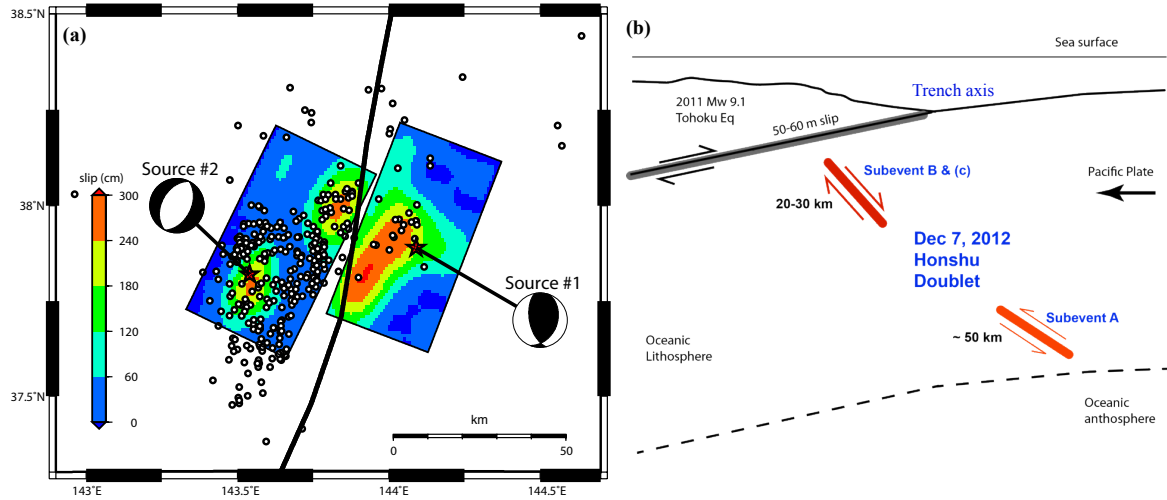 (a)
38.5°N
38°N
37.5°N
143°E
143.5°E
144°E
144.5°E
Source #2
slip (cm)
300
240
180
120
60
0
Source #1
km
0
50
(b)
Sea surface
Trench axis
2011 Mw 9.1
Tohoku Eq
50-60 m slip
Subevent B & (c)
20-30 km
Pacific Plate
Dec 7, 2012
Honshu
Doublet
Subevent A
~ 50 km
Oceanic
Lithosphere
Oceanic
anthosphere